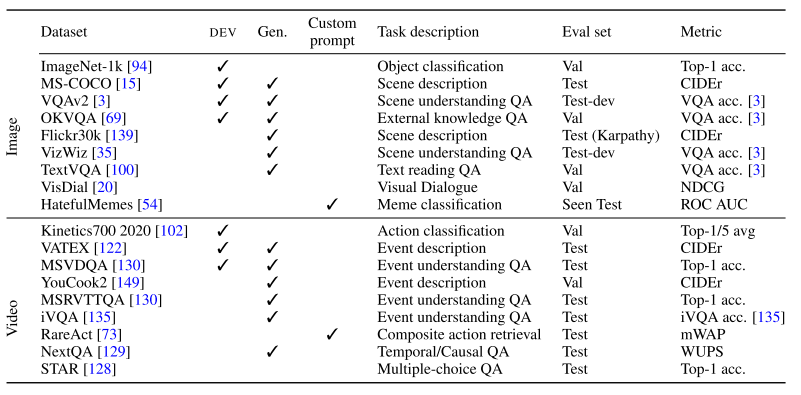 Dataset DEV Gen. Custom prompt Task description Eval set Metric
Image
ImageNet-1k [94] ✓ Object classification Val Top-1 acc.
MS-COCO [15] ✓ ✓ Scene description Test CIDEr
VQAv2 [3] ✓ ✓ Scene understanding QA Test-dev VQA acc. [3]
OKVQA [69] ✓ ✓ External knowledge QA Val VQA acc. [3]
Flickr30k [139] ✓ Scene description Test (Karpathy) CIDEr
VizWiz [35] ✓ Scene understanding QA Test-dev VQA acc. [3]
TextVQA [100] ✓ Text reading QA Val VQA acc. [3]
VisDial [20] Visual Dialogue Val NDCG
HatefulMemes [54] ✓ Meme classification Seen Test ROC AUC
Video
Kinetics700 2020 [102] ✓ Action classification Val Top-1/5 avg
VATEX [122] ✓ ✓ Event description Test CIDEr
MSVDQA [130] ✓ ✓ Event understanding QA Test Top-1 acc.
YouCook2 [149] ✓ Event description Val CIDEr
MSRVTTQA [130] ✓ Event understanding QA Test Top-1 acc.
iVQA [135] ✓ Event understanding QA Test iVQA acc. [135]
RareAct [73] ✓ Composite action retrieval Test mWAP
NextQA [129] ✓ Temporal/Causal QA Test WUPS
STAR [128] Multiple-choice QA Test Top-1 acc.